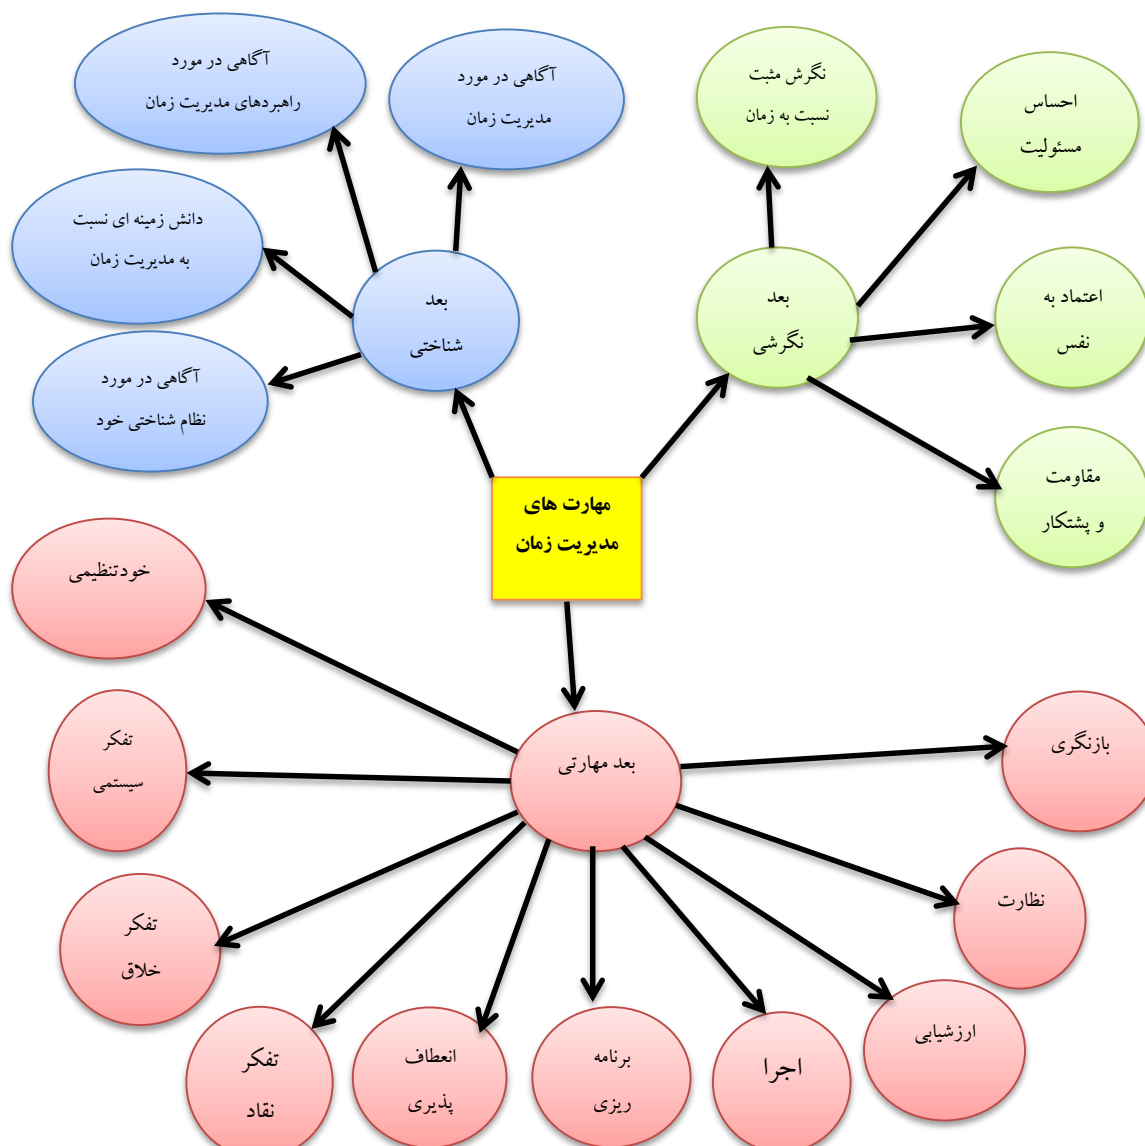 آگاهی در مورد
راهبردهای مدیریت زمان
آگاهی در مورد
مدیریت زمان
نگرش مثبت
نسبت به زمان
احساس
مسئولیت
دانش زمینه ای نسبت
به مدیریت زمان
بعد
شناختی
بعد
نگرشی
اعتماد به
نفس
آگاهی در مورد
نظام شناختی خود
مقاومت
و پشتکار
مهارت های
مدیریت زمان
خودتنظیمی
تفکر
سیستمی
بعد مهارتی
بازنگری
تفکر
خلاق
نظارت
تفکر
نقاد
انعطاف
پذیری
برنامه
ریزی
اجرا
ارزشیابی